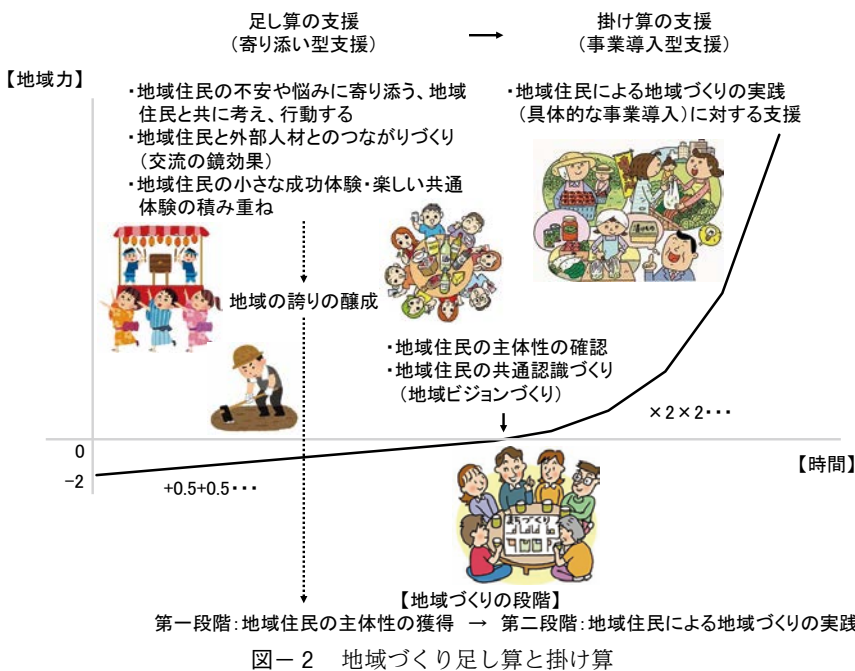 足し算の支援
(寄り添い型支援)
→
掛け算の支援
(事業導入型支援)
【地域力】
・地域住民の不安や悩みに寄り添う、地域
住民と共に考え、行動する
・地域住民と外部人材とのつながりづくり
(交流の鏡効果)
・地域住民の小さな成功体験・楽しい共通
体験の積み重ね
・地域住民による地域づくりの実践
(具体的な事業導入)に対する支援
地域の誇りの醸成
・地域住民の主体性の確認
・地域住民の共通認識づくり
(地域ビジョンづくり)
×2×2・・・
0
-2
+0.5+0.5・・・
【時間】
まちづくり
【地域づくりの段階】
第一段階:地域住民の主体性の獲得 → 第二段階:地域住民による地域づくりの実践
図-2 地域づくり足し算と掛け算